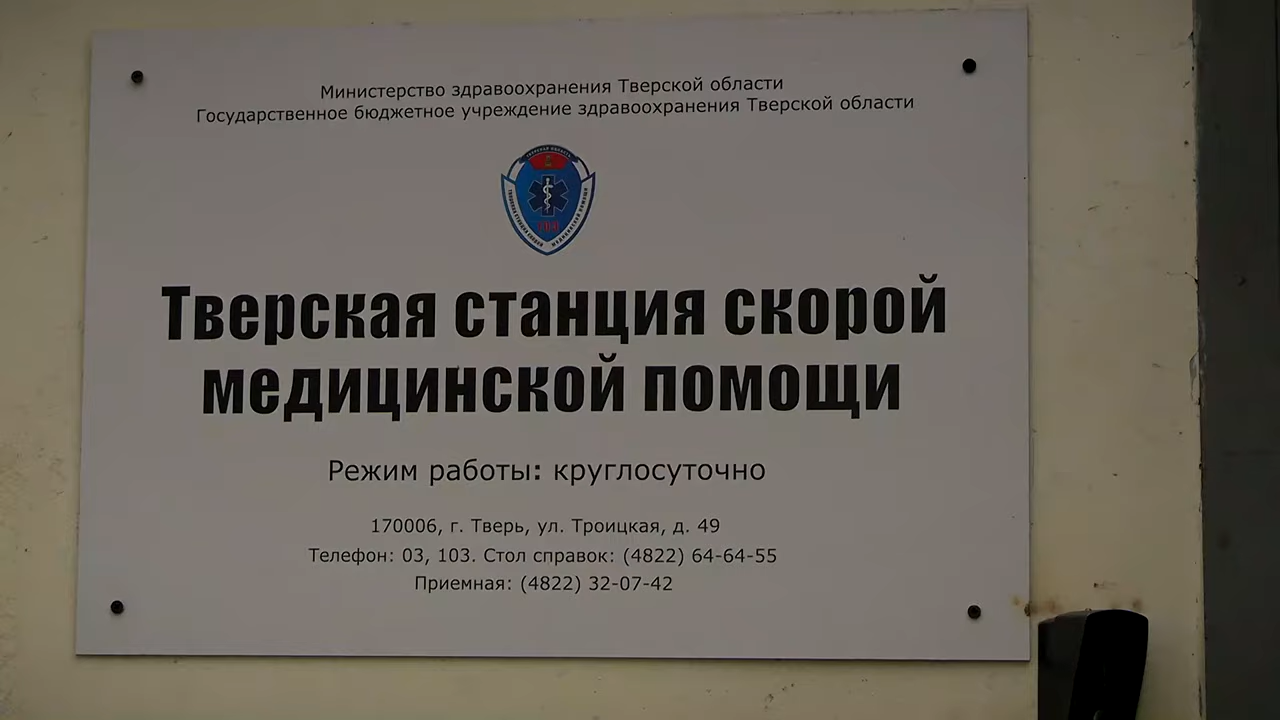 Министерство здравоохранения Тверской области
Государственное бюджетное учреждение здравоохранения Тверской области
Тверская станция скорой
медицинской помощи
Режим работы: круглосуточно
170006, г. Тверь, ул. Троицкая, д. 49
Телефон: 03, 103. Стол справок: (4822) 64-64-55
Приемная: (4822) 32-07-42